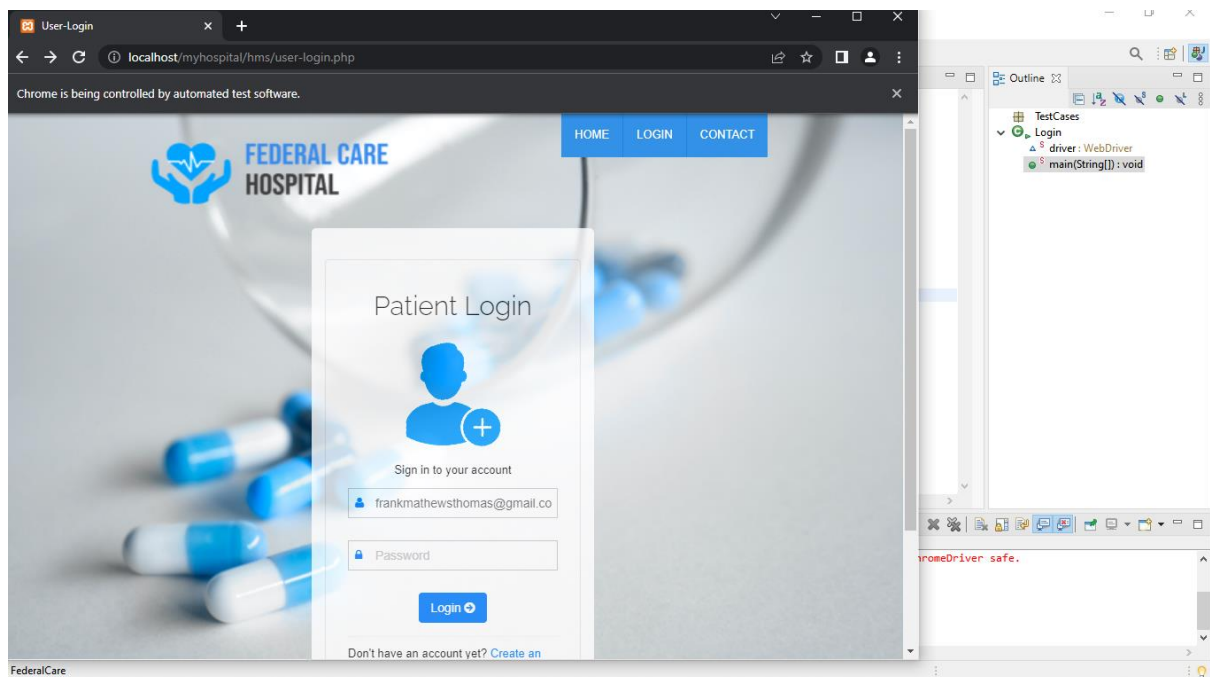 User-Login
localhost/myhospital/hms/user-login.php
Chrome is being controlled by automated test software.
FEDERAL CARE
HOSPITAL
HOME LOGIN CONTACT
Patient Login
Sign in to your account
frankmathewsthomas@gmail.co
Password
Login
Don't have an account yet? Create an
FederalCare
Outline
TestCases
Login
driver : WebDriver
main(String[]) : void
romeDriver safe.